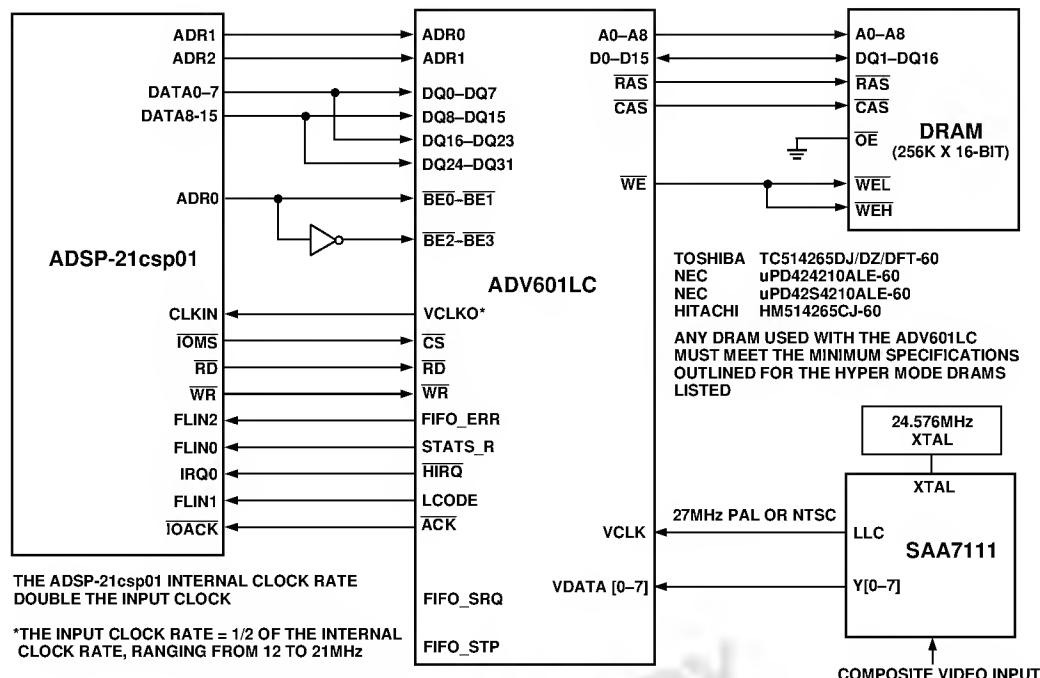 ADSP-21csp01
ADR1
ADR2
DATA0–7
DATA8-15
ADR0
CLKIN
IOMS
RD
WR
FLIN2
FLIN0
IRQ0
FLIN1
IOACK
ADV601LC
ADR0
ADR1
DQ0–DQ7
DQ8–DQ15
DQ16–DQ23
DQ24–DQ31
BE0–BE1
BE2–BE3
VCLKO*
CS
RD
WR
FIFO_ERR
STATS_R
HIRQ
LCODE
ACK
FIFO_SRQ
FIFO_STP
A0–A8
D0–D15
RAS
CAS
WE
VCLK
VDATA [0–7]
A0–A8
DQ1–DQ16
RAS
CAS
OE
WEL
WEH
DRAM
(256K X 16-BIT)
TOSHIBA TC514265DJ/DZ/DFT-60
NEC uPD424210ALE-60
NEC uPD42S4210ALE-60
HITACHI HM514265CJ-60
ANY DRAM USED WITH THE ADV601LC
MUST MEET THE MINIMUM SPECIFICATIONS
OUTLINED FOR THE HYPER MODE DRAMS
LISTED
24.576MHz
XTAL
XTAL
27MHz PAL OR NTSC
LLC
SAA7111
Y[0–7]
COMPOSITE VIDEO INPUT
THE ADSP-21csp01 INTERNAL CLOCK RATE
DOUBLE THE INPUT CLOCK
*THE INPUT CLOCK RATE = 1/2 OF THE INTERNAL
CLOCK RATE, RANGING FROM 12 TO 21MHz